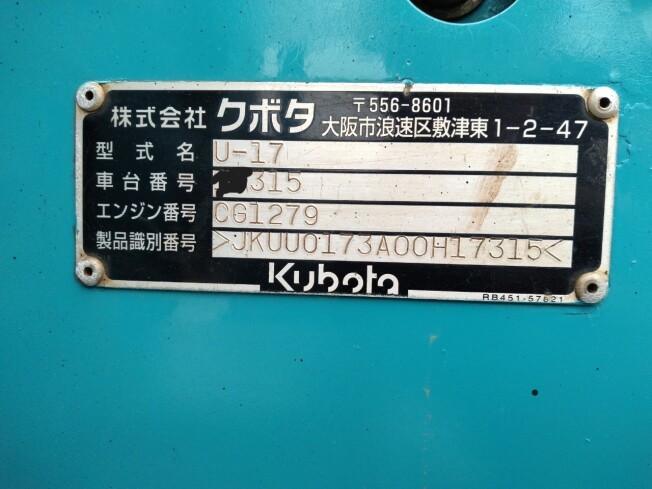 株式会社 クボタ 〒556-8601
大阪市浪速区敷津東1-2-47
型式名 U-17
車台番号 315
エンジン番号 CG1279
製品識別番号 >JKUU0173A00H17315<
Kubota
RB451-57821